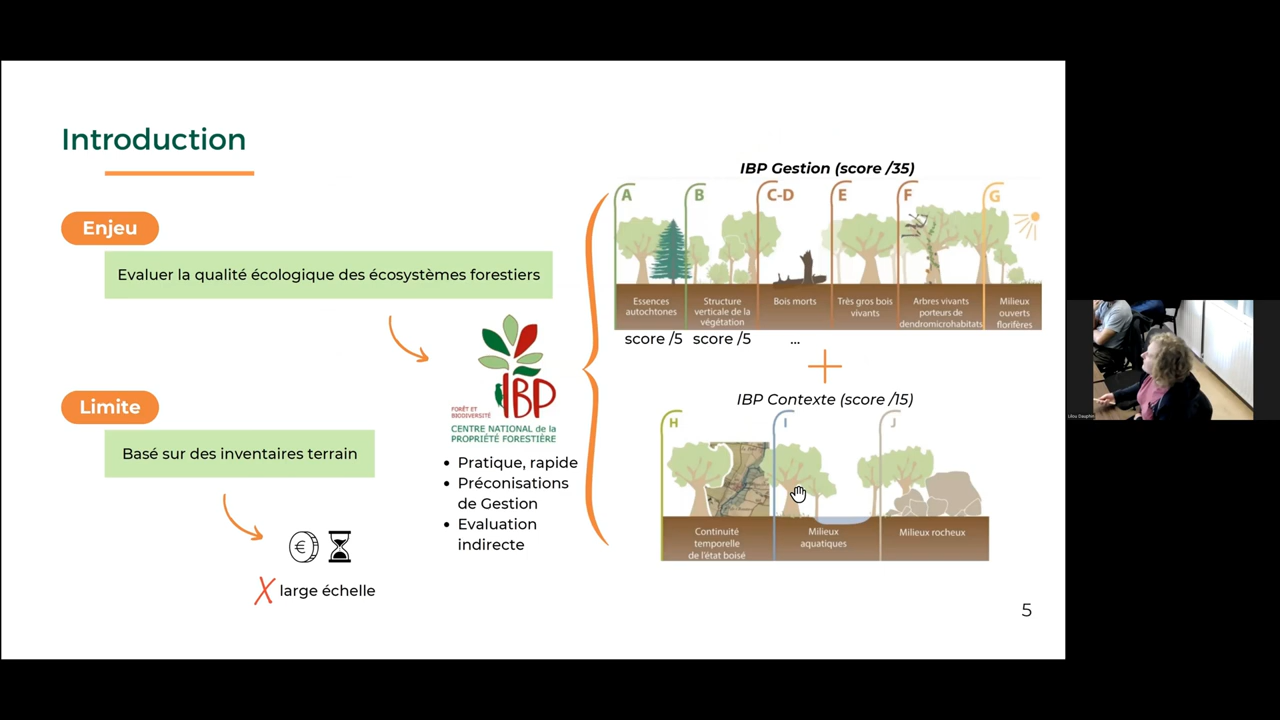 Introduction
Enjeu
Evaluer la qualité écologique des écosystèmes forestiers
Limite
Basé sur des inventaires terrain
€
X large échelle
IBP
FORÊT ET
BIODIVERSITÉ
CENTRE NATIONAL de la
PROPRIÉTÉ FORESTIÈRE
• Pratique, rapide
• Préconisations
de Gestion
• Evaluation
indirecte
IBP Gestion (score /35)
A B C-D E F G
Essences
autochtones
Structure
verticale de la
végétation
Bois morts
Très gros bois
vivants
Arbres vivants
porteurs de
dendromicrohabitats
Milieux
ouverts
florifères
score /5 score /5 ...
+
IBP Contexte (score /15)
H I J
Continuité
temporelle
de l'état boisé
Milieux
aquatiques
Milieux rocheux
5
Lilou Dauphin